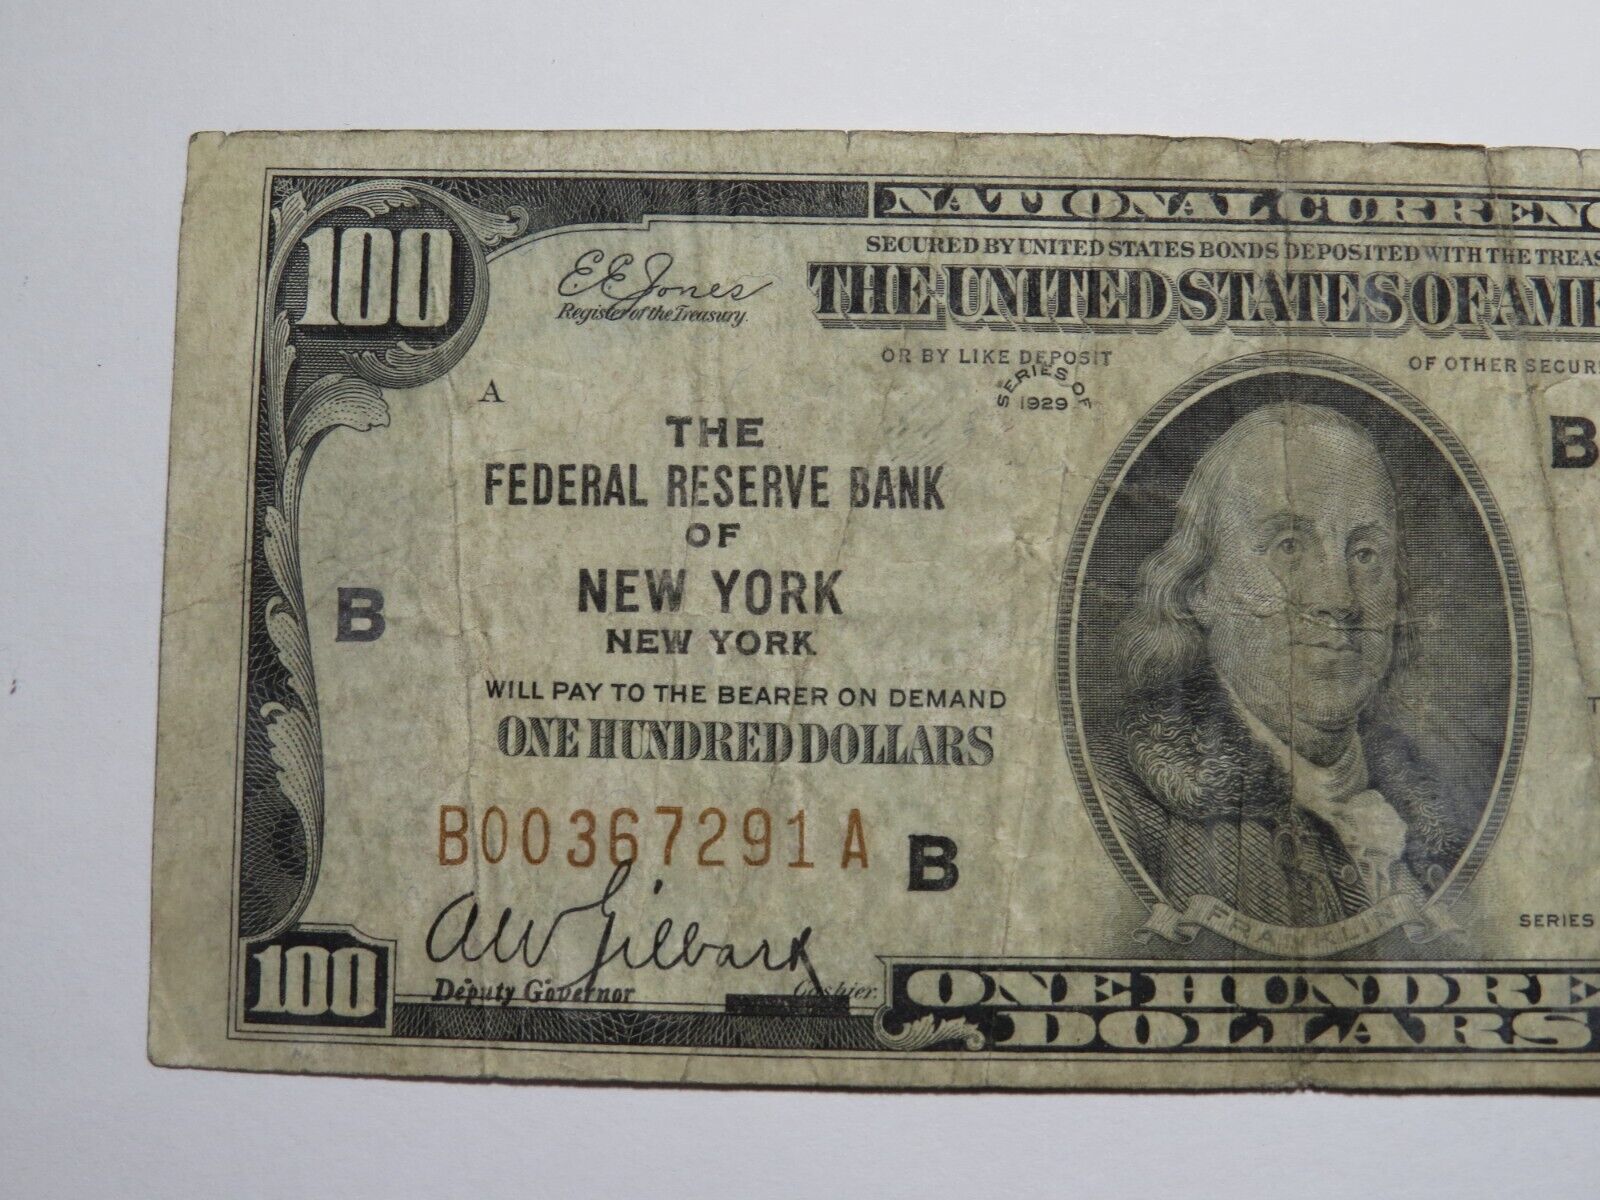 NATIONAL CURRENC
SECURED BY UNITED STATES BONDS DEPOSITED WITH THE TREAS
100
E.E. Jones
Register of the Treasury.
THE UNITED STATES OF AME
OR BY LIKE DEPOSIT
OF OTHER SECURI
SERIES OF
1929
A
THE
FEDERAL RESERVE BANK
B
OF
NEW YORK
B
NEW YORK
WILL PAY TO THE BEARER ON DEMAND
T
ONE HUNDRED DOLLARS
B00367291A
B
FRANKLIN
SERIES
A W Gilbart
100
Deputy Governor
Cashier.
ONE HUNDRE
DOLLARS